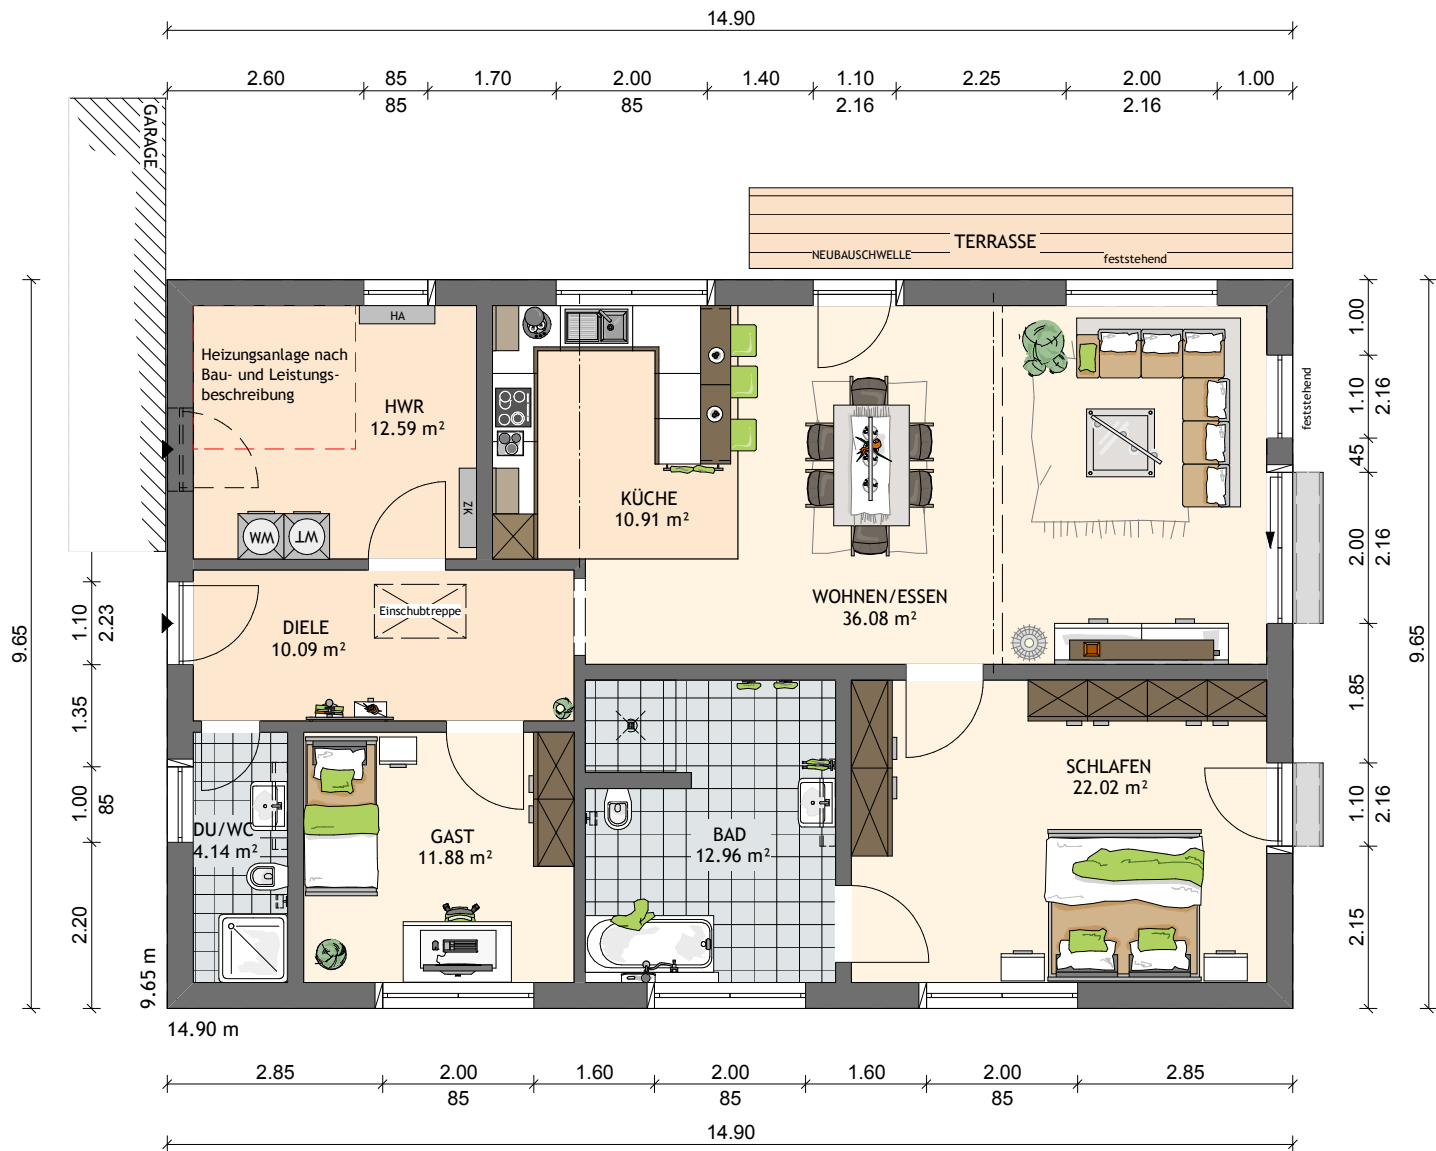 14.90
2.60 85 1.70 2.00 1.40 1.10 2.25 2.00 1.00
85 85 2.16 2.16
GARAGE
TERRASSE
NEUBAUSCHWELLE
feststehend
HA
Heizungsanlage nach
Bau- und Leistungs-
beschreibung
HWR
12.59 m²
ZK
WM
WT
KÜCHE
10.91 m²
WOHNEN/ESSEN
36.08 m²
Einschubtreppe
DIELE
10.09 m²
DU/WC
4.14 m²
GAST
11.88 m²
BAD
12.96 m²
SCHLAFEN
22.02 m²
9.65
1.10
2.23
1.35
1.00
85
2.20
9.65 m
14.90 m
feststehend
1.00
1.10
2.16
45
2.00
2.16
1.85
1.10
2.16
2.15
9.65
2.85 2.00 1.60 2.00 1.60 2.00 2.85
85 85 85
14.90